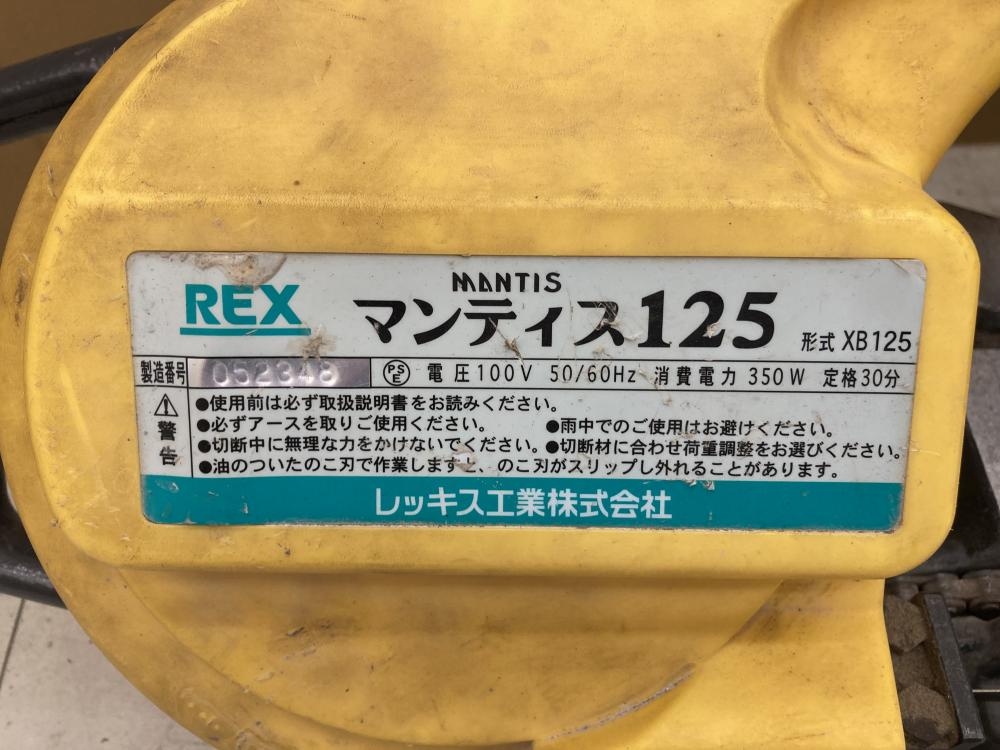 REX
MANTIS
マンティス125
形式 XB125
製造番号 052348
PSE 電圧100V 50/60Hz 消費電力 350W 定格30分
警告
●使用前は必ず取扱説明書をお読みください。
●必ずアースを取りご使用ください。 ●雨中でのご使用はお避けください。
●切断中に無理な力をかけないでください。 ●切断材に合わせ荷重調整をお選びください。
●油のついたのこ刃で作業しますと、のこ刃がスリップし外れることがあります。
レッキス工業株式会社